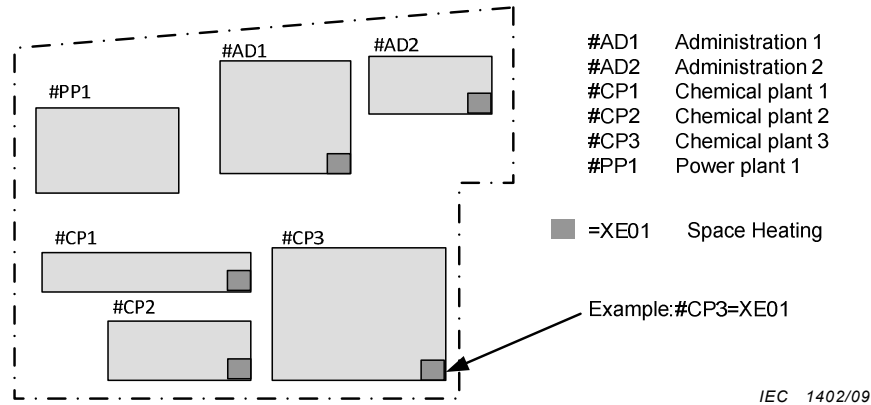 #AD1
#AD2
#PP1
#CP1
#CP3
#CP2
#AD1 Administration 1
#AD2 Administration 2
#CP1 Chemical plant 1
#CP2 Chemical plant 2
#CP3 Chemical plant 3
#PP1 Power plant 1
=XE01 Space Heating
Example:#CP3=XE01
IEC 1402/09